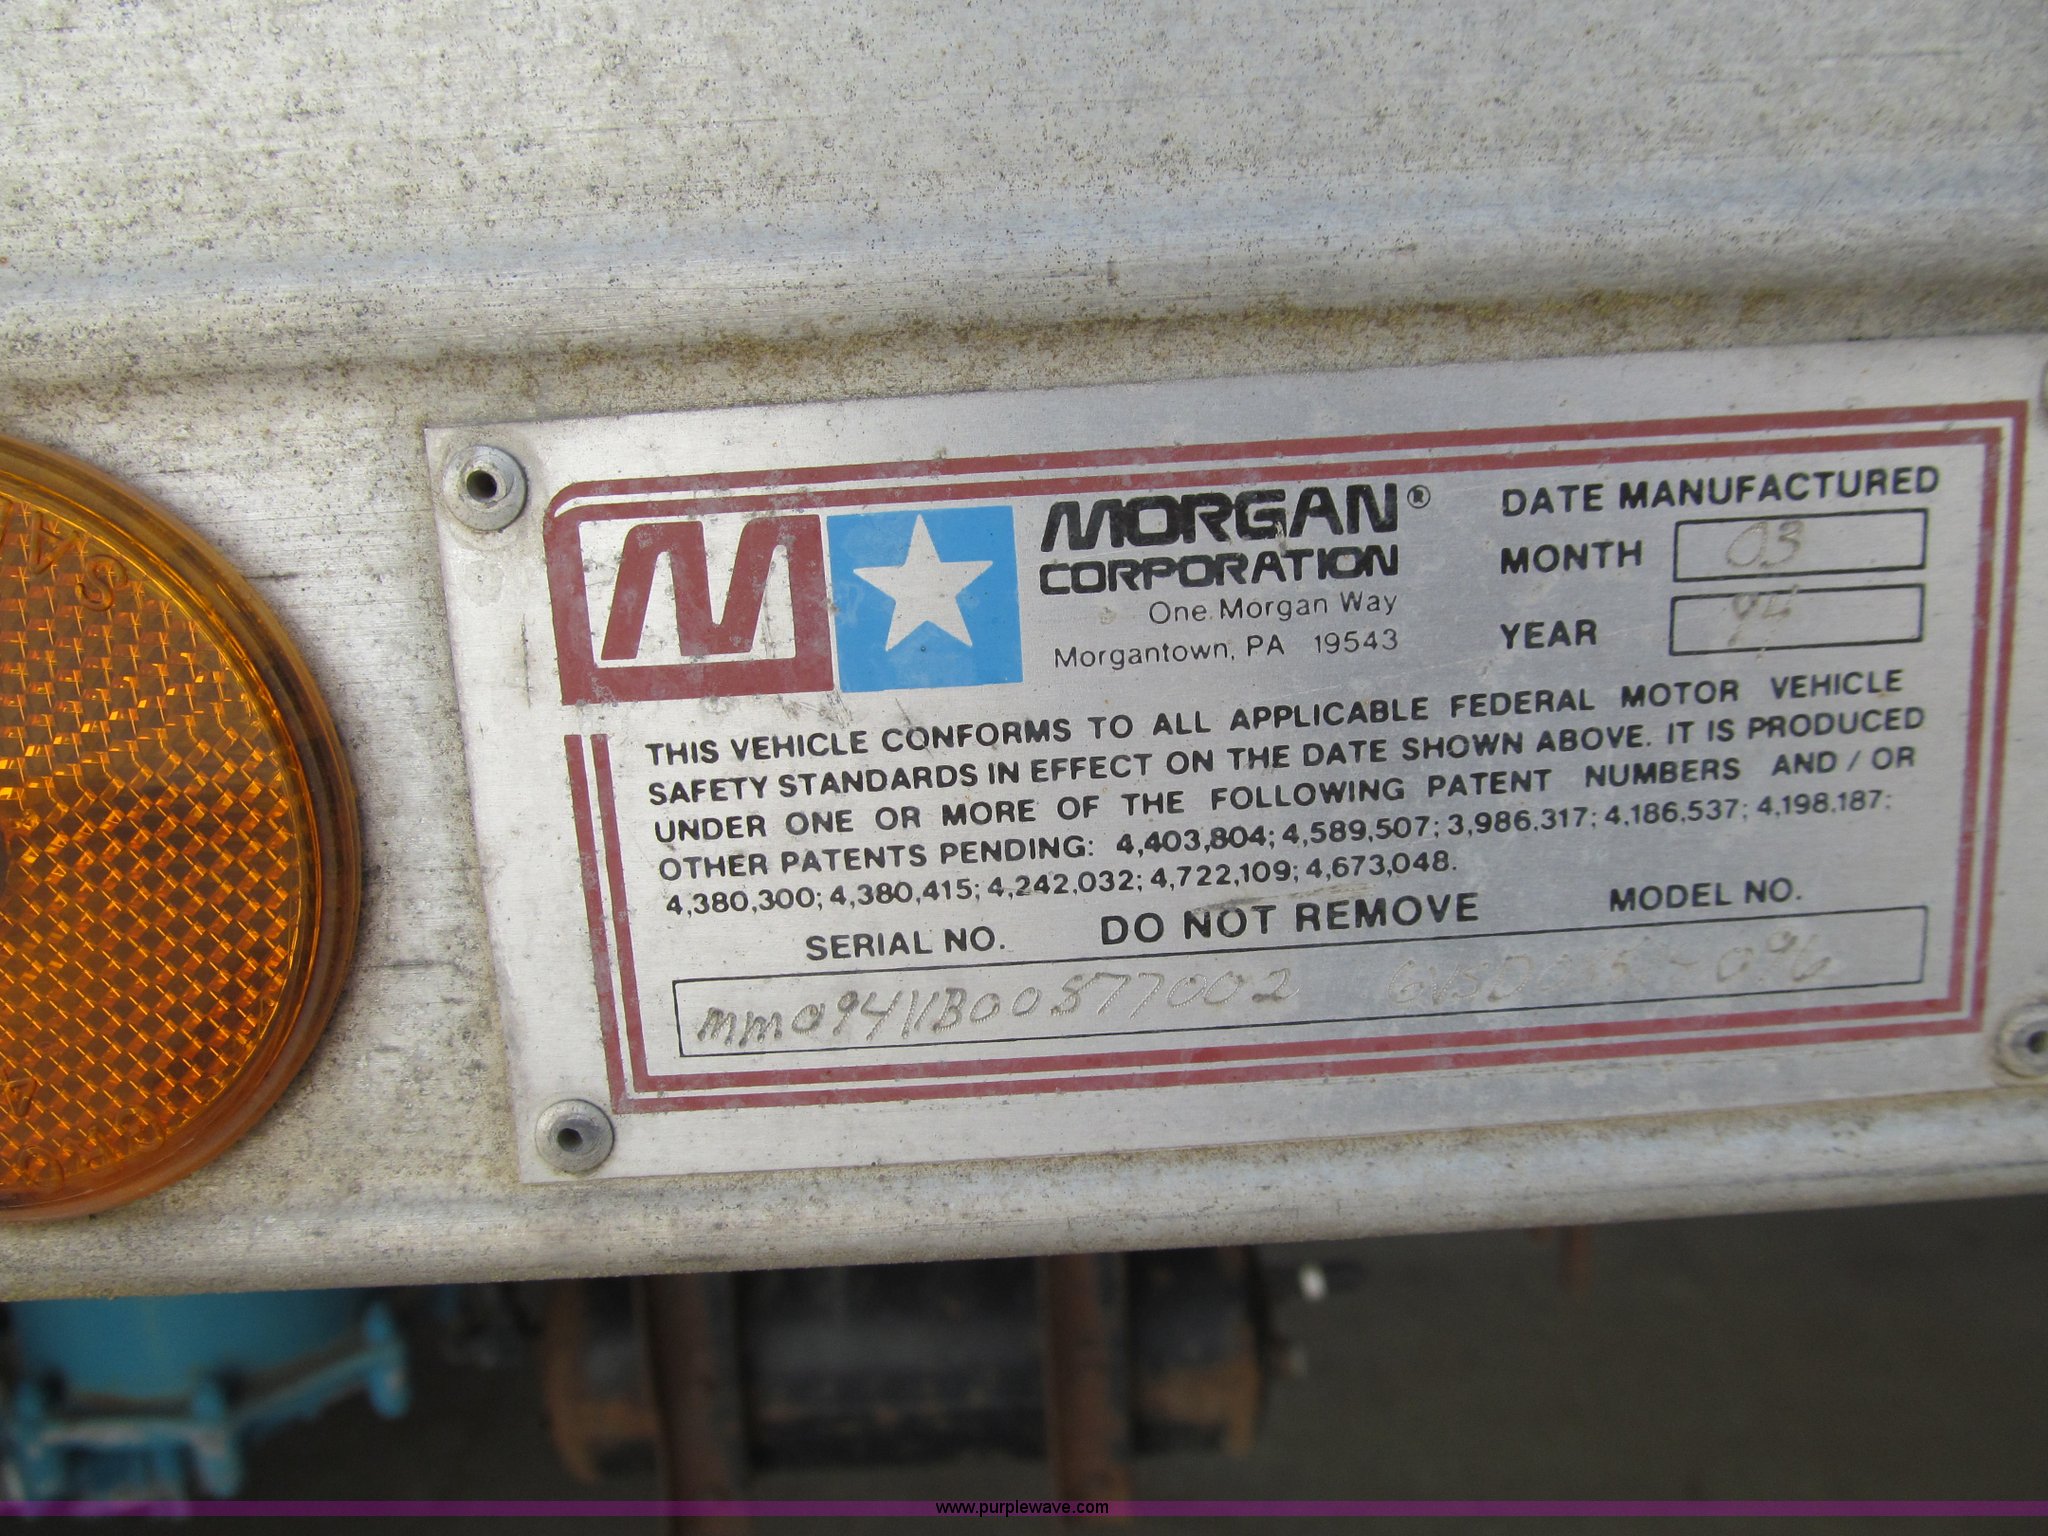 MORGAN®
CORPORATION
One Morgan Way
Morgantown, PA 19543
DATE MANUFACTURED
MONTH 03
YEAR 94
THIS VEHICLE CONFORMS TO ALL APPLICABLE FEDERAL MOTOR VEHICLE
SAFETY STANDARDS IN EFFECT ON THE DATE SHOWN ABOVE. IT IS PRODUCED
UNDER ONE OR MORE OF THE FOLLOWING PATENT NUMBERS AND / OR
OTHER PATENTS PENDING: 4,403,804; 4,589,507; 3,986,317; 4,186,537; 4,198,187;
4,380,300; 4,380,415; 4,242,032; 4,722,109; 4,673,048.
SERIAL NO. DO NOT REMOVE MODEL NO.
mm094VB00877002
www.purplewave.com